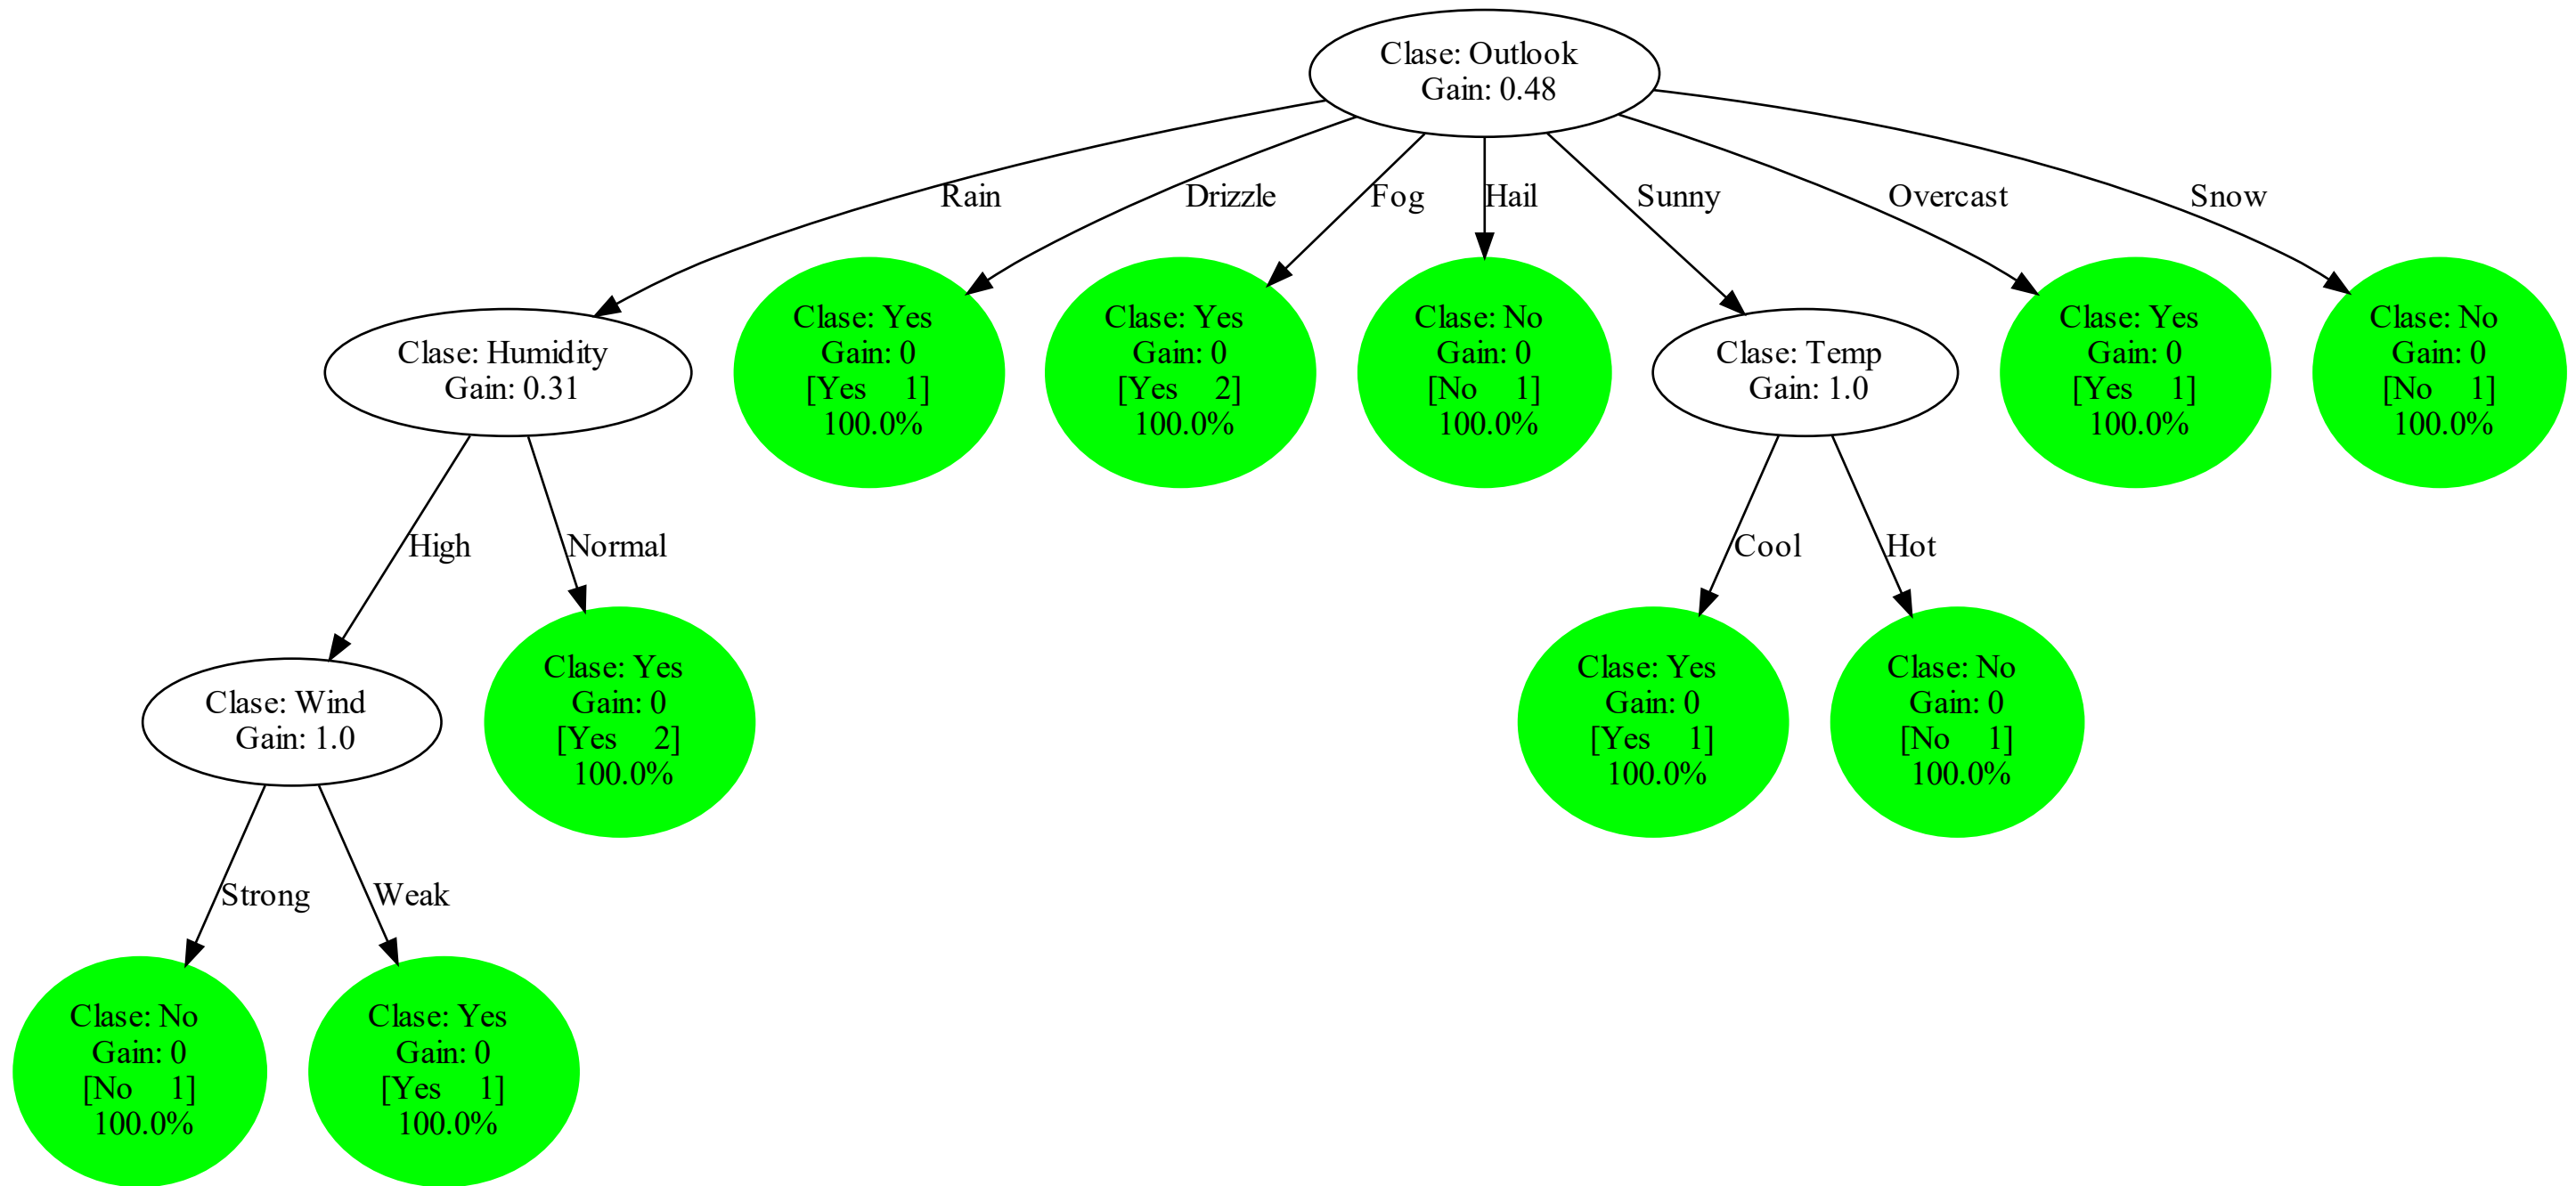 Clase: Outlook
Gain: 0.48
Rain
Drizzle
Fog
Hail
Sunny
Overcast
Snow
Clase: Humidity
Gain: 0.31
Clase: Yes
Gain: 0
[Yes 1]
100.0%
Clase: Yes
Gain: 0
[Yes 2]
100.0%
Clase: No
Gain: 0
[No 1]
100.0%
Clase: Temp
Gain: 1.0
Clase: Yes
Gain: 0
[Yes 1]
100.0%
Clase: No
Gain: 0
[No 1]
100.0%
High
Normal
Cool
Hot
Clase: Wind
Gain: 1.0
Clase: Yes
Gain: 0
[Yes 2]
100.0%
Clase: Yes
Gain: 0
[Yes 1]
100.0%
Clase: No
Gain: 0
[No 1]
100.0%
Strong
Weak
Clase: No
Gain: 0
[No 1]
100.0%
Clase: Yes
Gain: 0
[Yes 1]
100.0%